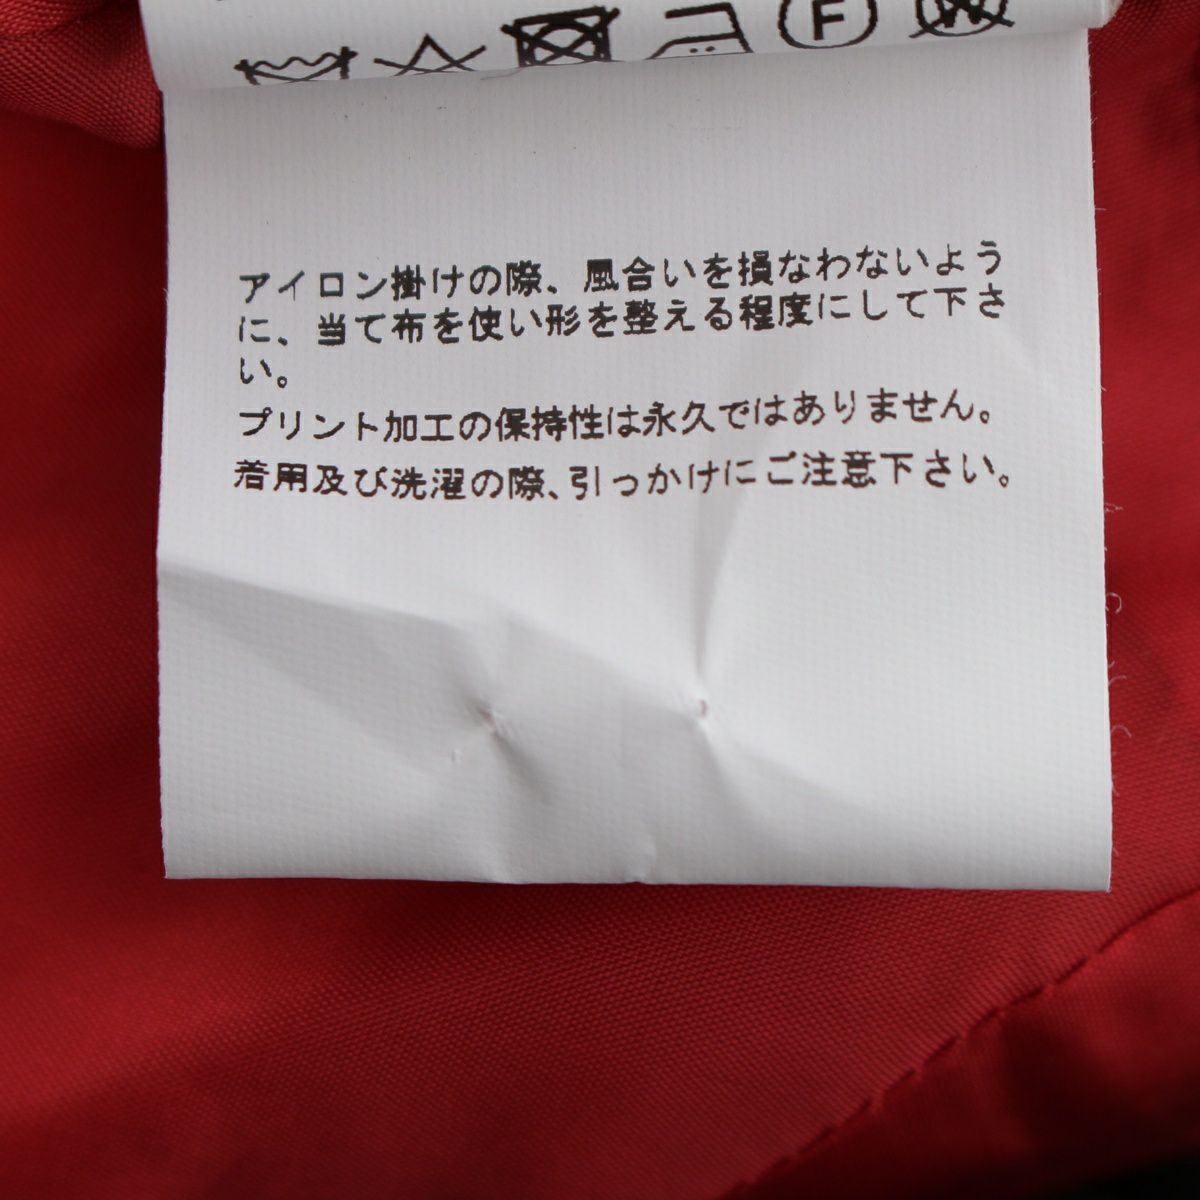 F
W
アイロン掛けの際、風合いを損なわないよう
に、当て布を使い形を整える程度にして下さ
い。
プリント加工の保持性は永久ではありません。
着用及び洗濯の際、引っかけにご注意下さい。